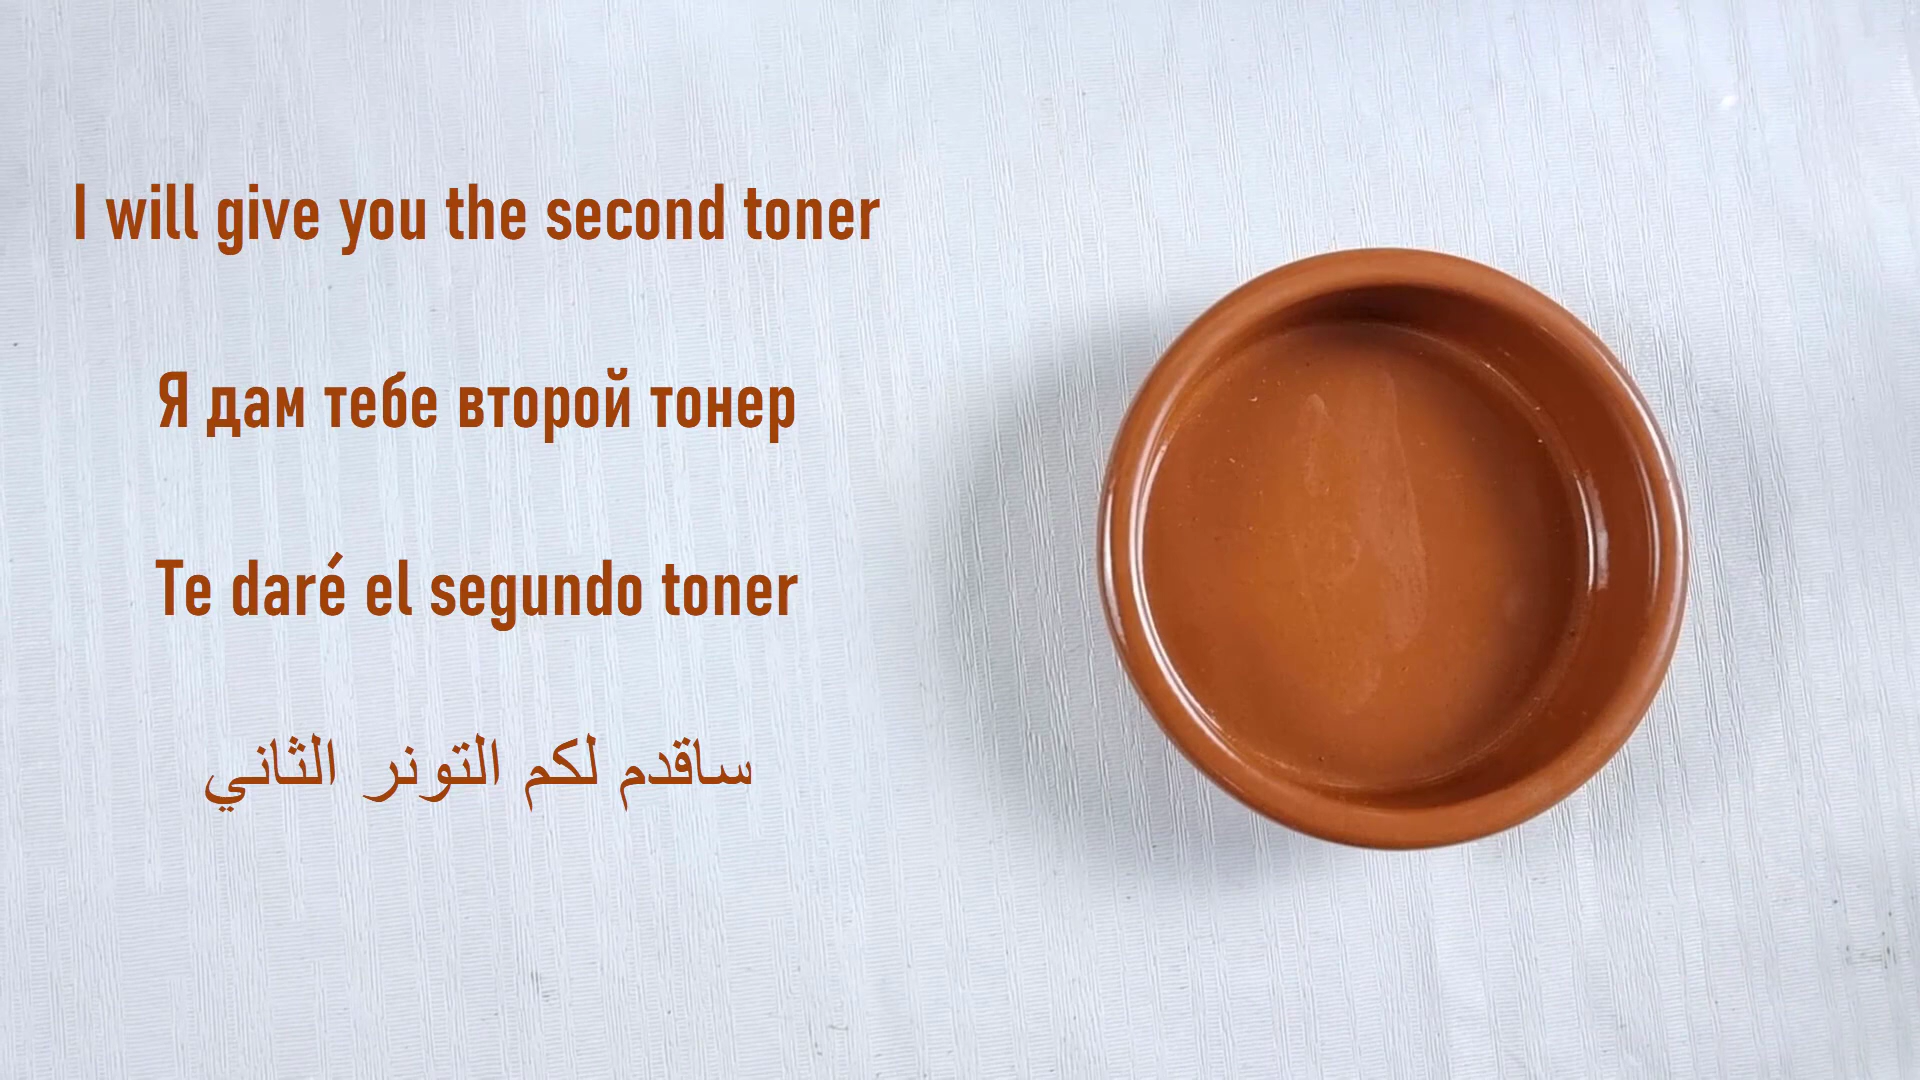 I will give you the second toner
Я дам тебе второй тонер
Te daré el segundo toner
ساقدم لكم التونر الثاني